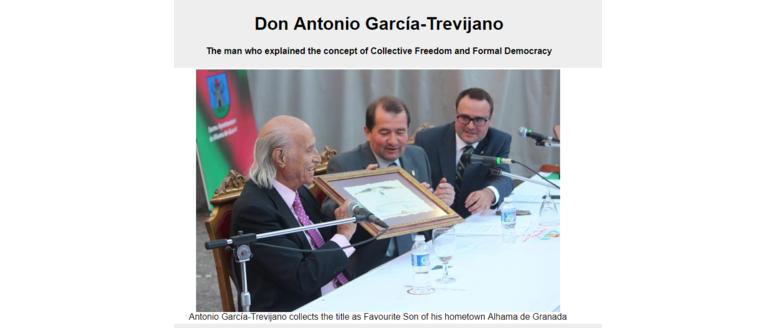 Don Antonio García-Trevijano
The man who explained the concept of Collective Freedom and Formal Democracy
Antonio García-Trevijano collects the title as Favourite Son of his hometown Alhama de Granada